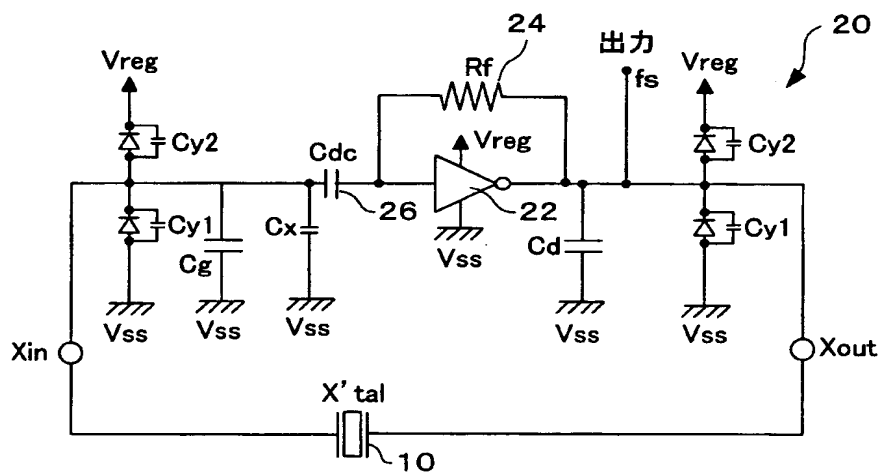 20
24
出力
fs
Vreg
Rf
Vreg
Cy2
Cdc
Vreg
Cy2
26
22
Cy1
Cg
Cx
Vss
Cd
Cy1
Vss
Vss
Vss
Vss
Vss
Xin
Xout
X'tal
10